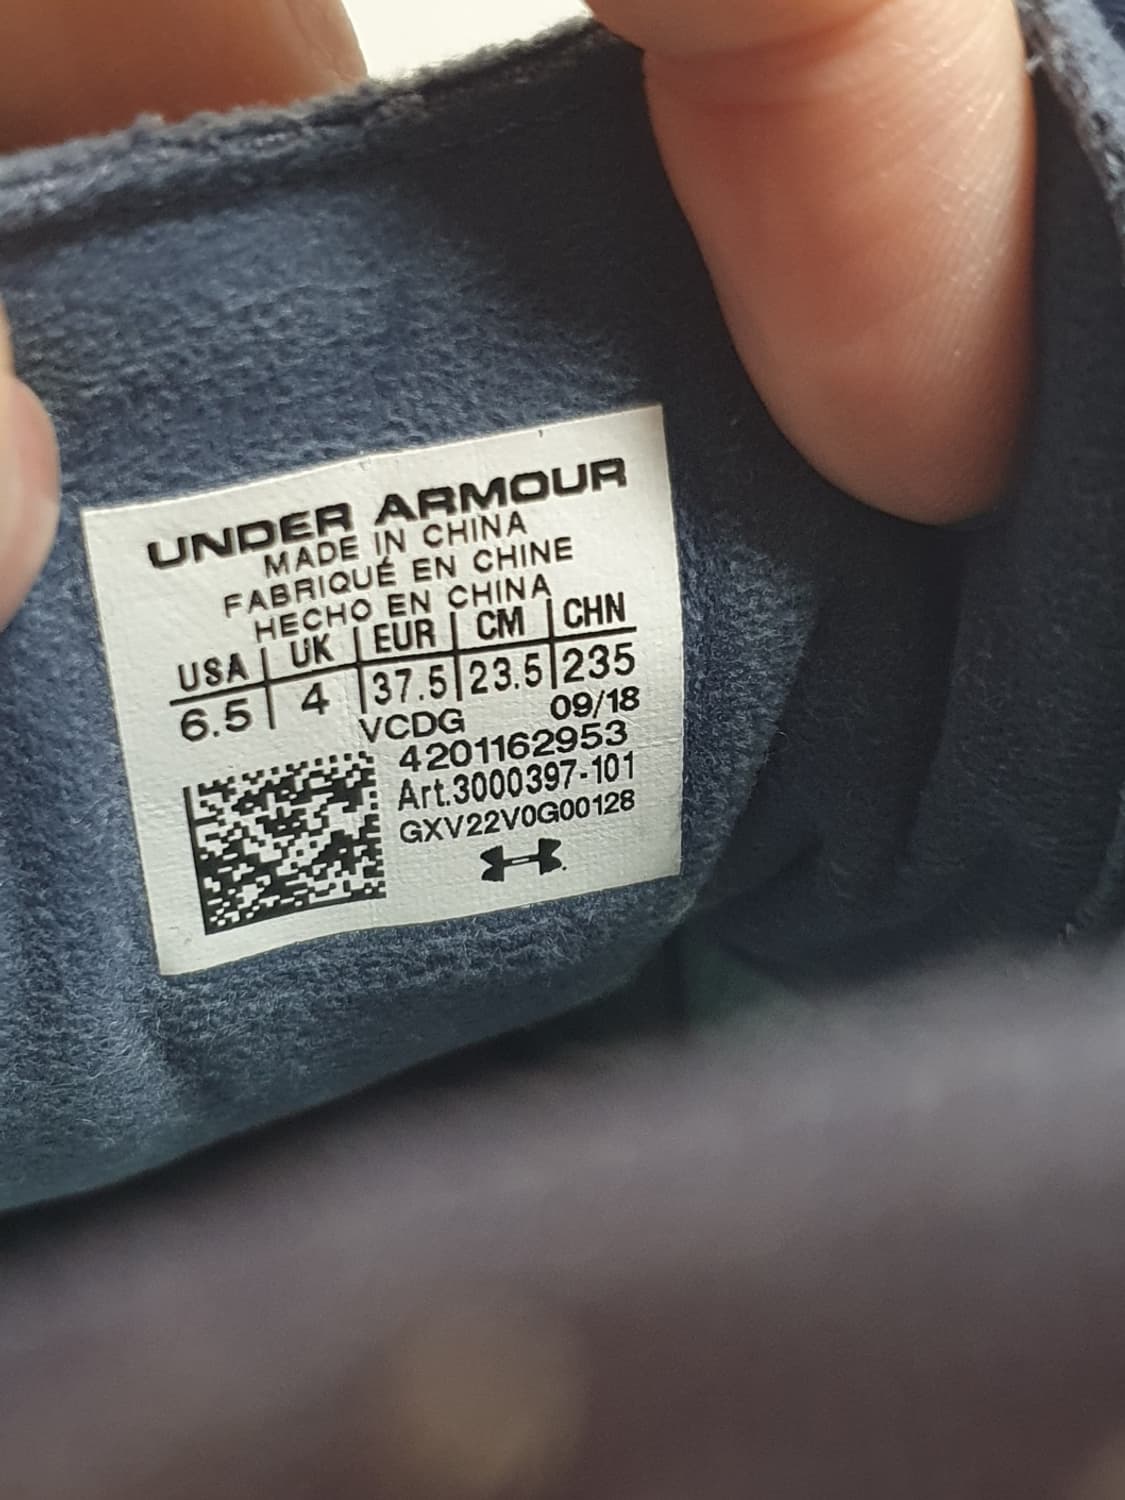 UNDER ARMOUR
MADE IN CHINA
FABRIQUÉ EN CHINE
HECHO EN CHINA
USA | UK | EUR | CM | CHN
6.5 | 4 | 37.5 | 23.5 | 235
VCDG 09/18
4201162953
Art.3000397-101
GXV22V0G00128